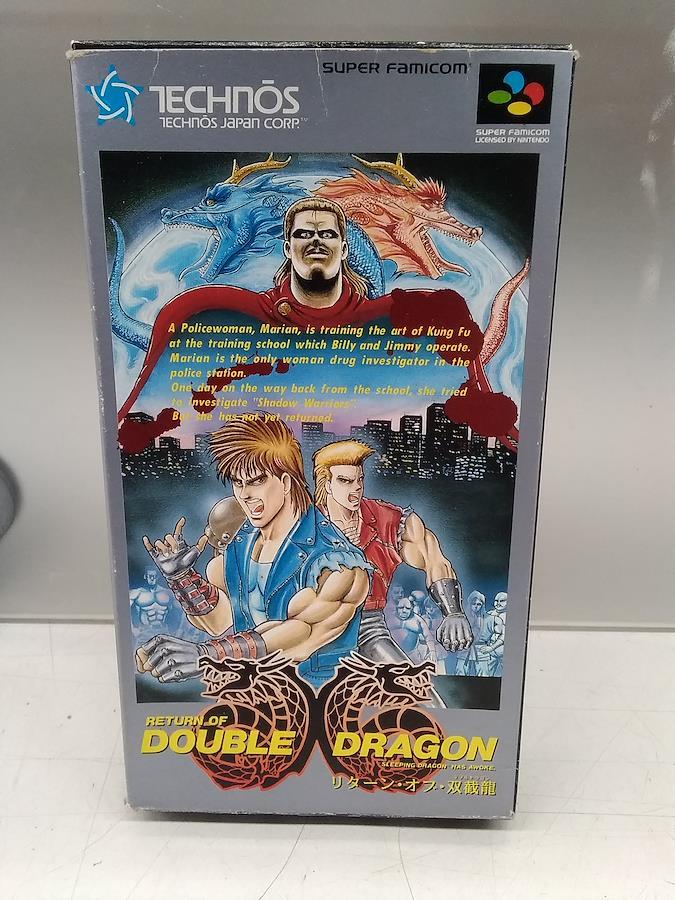 SUPER FAMICOM
TECHNŌS
TECHNŌS JAPAN CORP.™
SUPER FAMICOM
LICENSED BY NINTENDO
A Policewoman, Marian, is training the art of Kung Fu
at the training school which Billy and Jimmy operate.
Marian is the only woman drug investigator in the
police station.
One day on the way back from the school, she tried
to investigate "Shadow Warriors".
But she has not yet returned.
RETURN OF
DOUBLE DRAGON
SLEEPING DRAGON HAS AWOKE.
リターン・オブ・双截龍